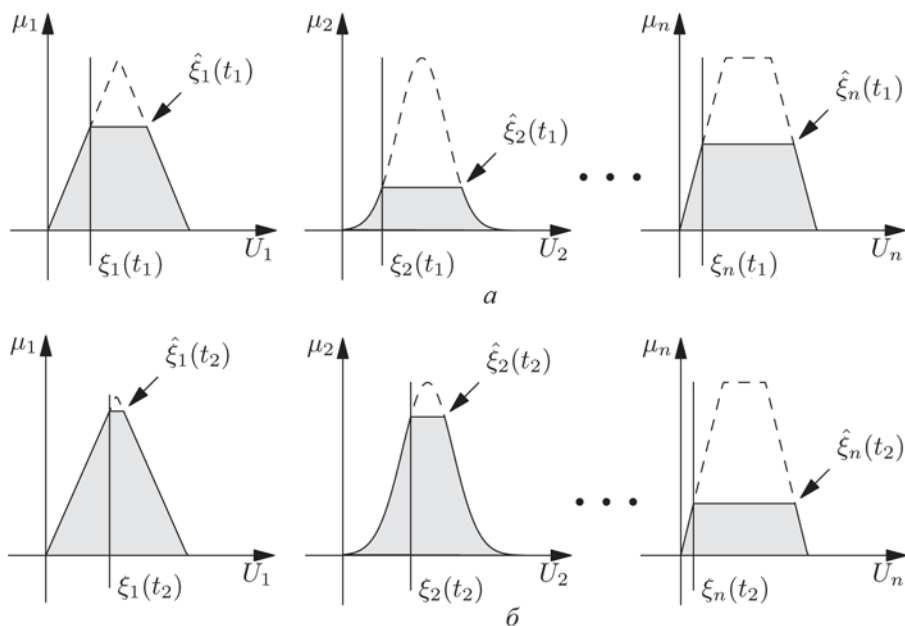 μ₁ μ₂ μₙ
ξ̂₁(t₁) ξ̂₂(t₁) ξ̂ₙ(t₁)
• • •
U₁ U₂ Uₙ
ξ₁(t₁) ξ₂(t₁) ξₙ(t₁)
а
μ₁ μ₂ μₙ
ξ̂₁(t₂) ξ̂₂(t₂) ξ̂ₙ(t₂)
• • •
U₁ U₂ Uₙ
ξ₁(t₂) ξ₂(t₂) ξₙ(t₂)
б